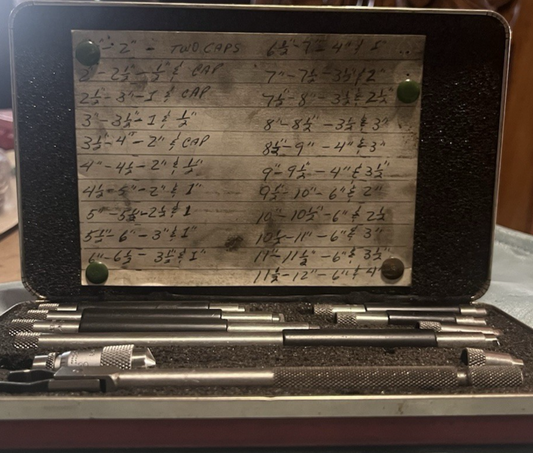 - 2" - TWO CAPS
2"- 2½ - ½" & CAP
2½ - 3" - 1 & CAP
3" - 3½ - 1 & ½"
3½ - 4" - 2" & CAP
4" - 4½ - 2" & ½"
4½ - 5" - 2" & 1"
5" - 5½ - 2½ & 1
5½" 6" - 3" & 1"
6" - 6½ - 3½" & 1"
6½ - 7 - 4" &
7" - 7½ - 3½ & 2"
7½ - 8" - 3½ & 2½"
8" - 8½ - 3½ & 3"
8½ - 9" - 4" & 3"
9" - 9½ - 4" & 3½"
9½ - 10" - 6" & 2"
10" - 10½ - 6" & 2½
10½ - 11" - 6" & 3"
11" - 11½" - 6" & 3½"
11½ - 12" - 6" & 4"